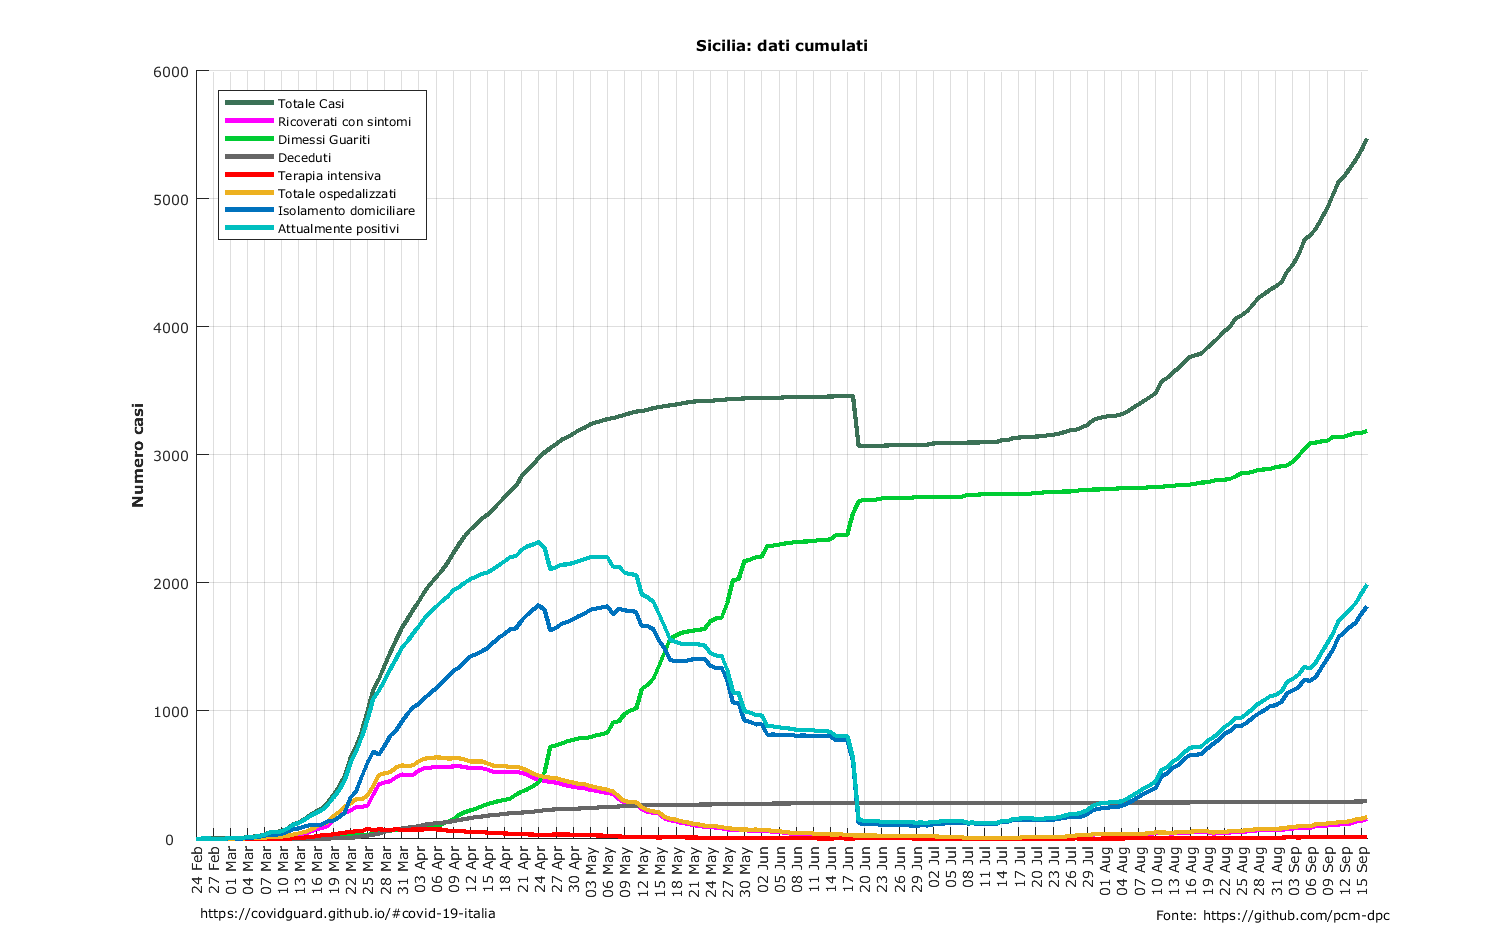 Sicilia: dati cumulati
6000
5000
4000
3000
2000
1000
0
Numero casi
Totale Casi
Ricoverati con sintomi
Dimessi Guariti
Deceduti
Terapia intensiva
Totale ospedalizzati
Isolamento domiciliare
Attualmente positivi
24 Feb
27 Feb
01 Mar
04 Mar
07 Mar
10 Mar
13 Mar
16 Mar
19 Mar
22 Mar
25 Mar
28 Mar
31 Mar
03 Apr
06 Apr
09 Apr
12 Apr
15 Apr
18 Apr
21 Apr
24 Apr
27 Apr
30 Apr
03 May
06 May
09 May
12 May
15 May
18 May
21 May
24 May
27 May
30 May
02 Jun
05 Jun
08 Jun
11 Jun
14 Jun
17 Jun
20 Jun
23 Jun
26 Jun
29 Jun
02 Jul
05 Jul
08 Jul
11 Jul
14 Jul
17 Jul
20 Jul
23 Jul
26 Jul
29 Jul
01 Aug
04 Aug
07 Aug
10 Aug
13 Aug
16 Aug
19 Aug
22 Aug
25 Aug
28 Aug
31 Aug
03 Sep
06 Sep
09 Sep
12 Sep
15 Sep
https://covidguard.github.io/#covid-19-italia
Fonte: https://github.com/pcm-dpc